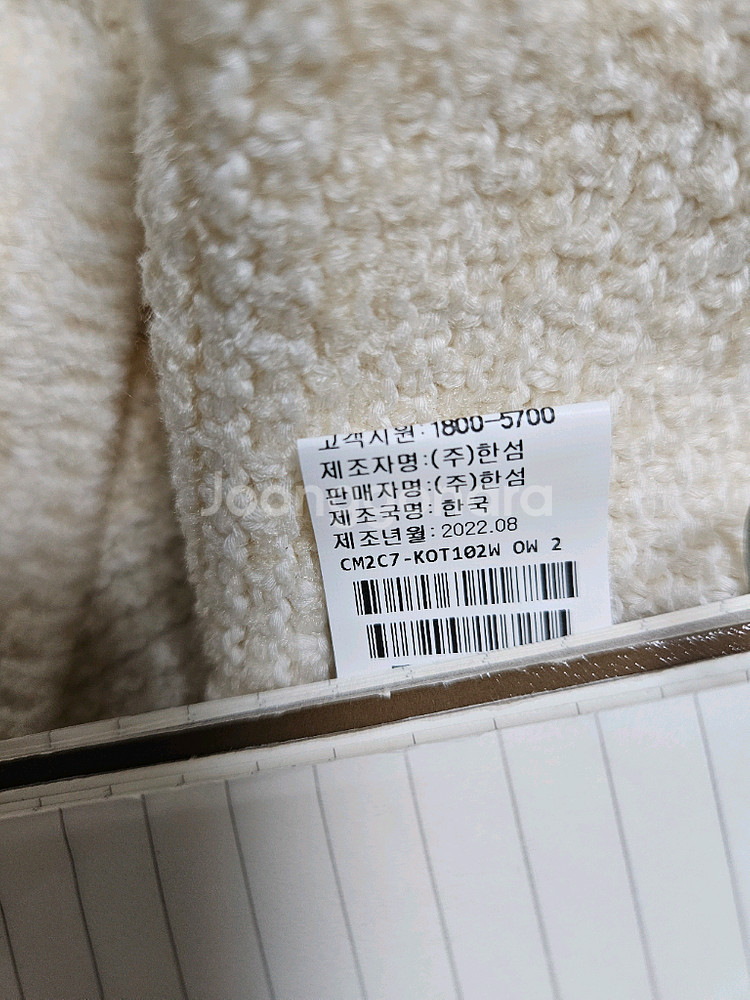 고객지원:1800-5700
제조자명:(주)한섬
판매자명:(주)한섬
Joonggonara
제조국명: 한국
제조년월: 2022.08
CM2C7-KOT102W OW 2